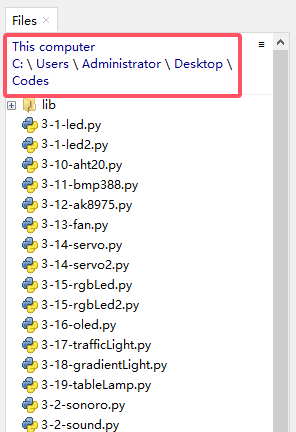 Files ×
This computer
C: \ Users \ Administrator \ Desktop \
Codes
lib
3-1-led.py
3-1-led2.py
3-10-aht20.py
3-11-bmp388.py
3-12-ak8975.py
3-13-fan.py
3-14-servo.py
3-14-servo2.py
3-15-rgbLed.py
3-15-rgbLed2.py
3-16-oled.py
3-17-trafficLight.py
3-18-gradientLight.py
3-19-tableLamp.py
3-2-sonoro.py
3-2-sound.py